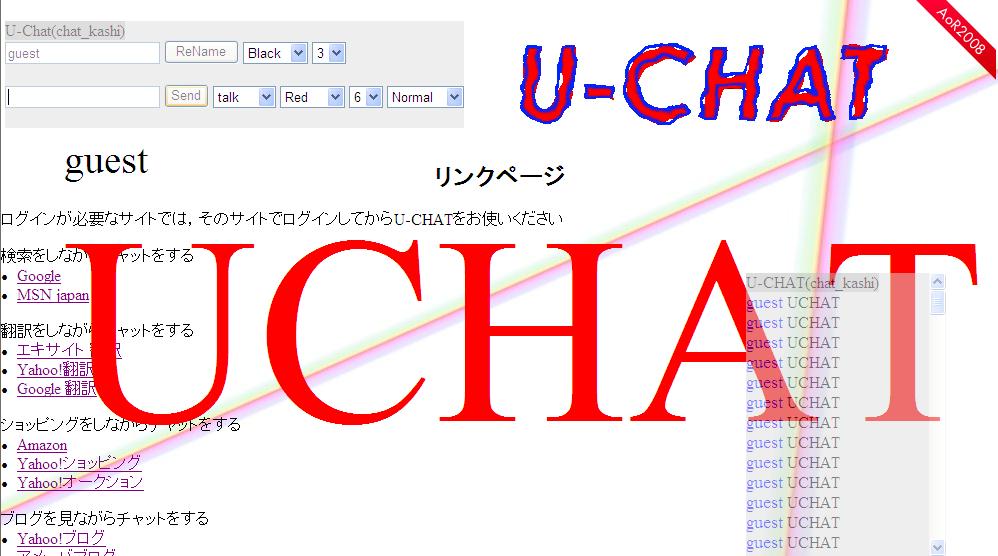 U-Chat(chat_kashi)
guest ReName Black 3
Send talk Red 6 Normal
U-CHAT
AoR2008
guest
リンクページ
ログインが必要なサイトでは，そのサイトでログインしてからU-CHATをお使いください
UCHAT
検索をしながらチャットをする
Google
MSN japan
翻訳をしながらチャットをする
エキサイト 翻訳
Yahoo!翻訳
Google 翻訳
ショッピングをしながらチャットをする
Amazon
Yahoo!ショッピング
Yahoo!オークション
ブログを見ながらチャットをする
Yahoo!ブログ
アメーバブログ
U-Chat(chat_kashi)
guest UCHAT
guest UCHAT
guest UCHAT
guest UCHAT
guest UCHAT
guest UCHAT
guest UCHAT
guest UCHAT
guest UCHAT
guest UCHAT
guest UCHAT
guest UCHAT
guest UCHAT